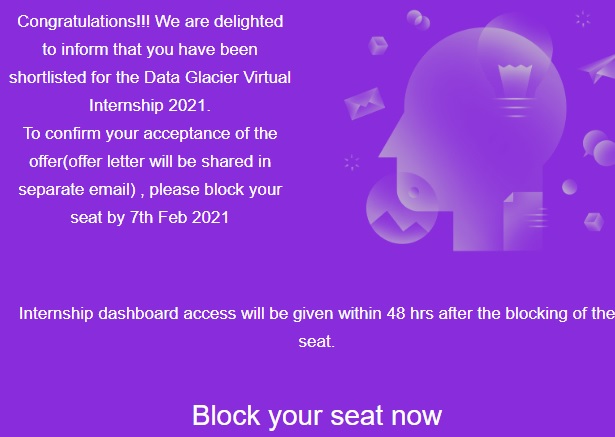 Congratulations!!! We are delighted
to inform that you have been
shortlisted for the Data Glacier Virtual
Internship 2021.
To confirm your acceptance of the
offer(offer letter will be shared in
separate email) , please block your
seat by 7th Feb 2021
Internship dashboard access will be given within 48 hrs after the blocking of the
seat.
Block your seat now